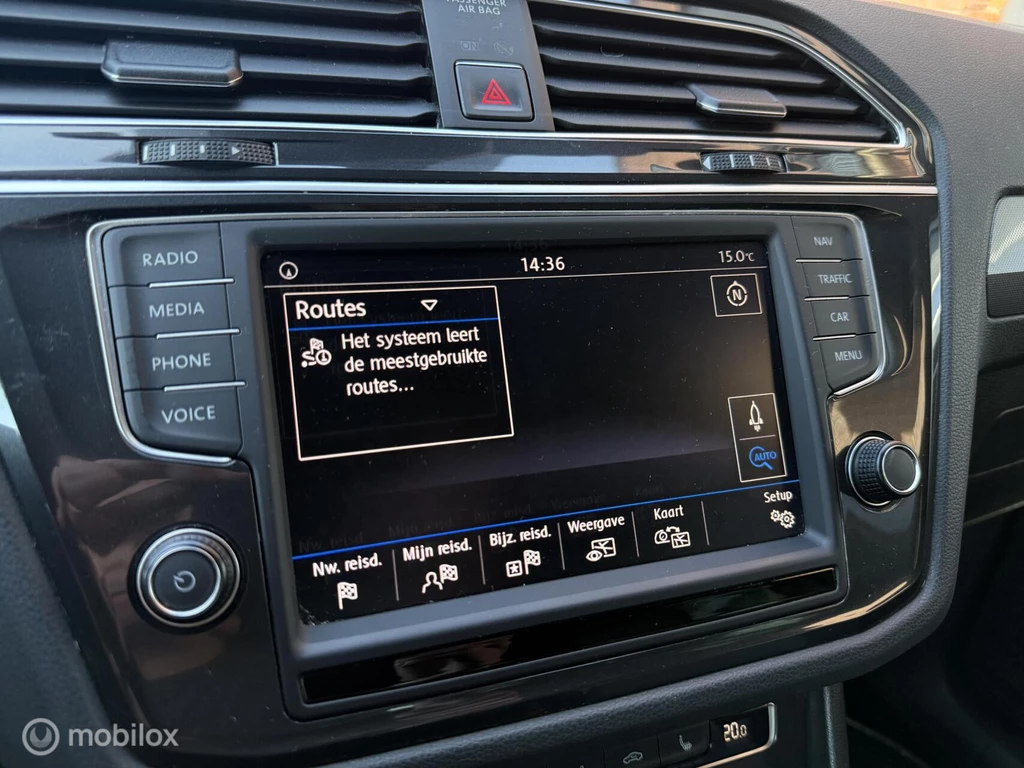 PASSENGER
AIR BAG
RADIO
MEDIA
PHONE
VOICE
NAV
TRAFFIC
CAR
MENU
14:36
15.0°C
Routes
Het systeem leert
de meestgebruikte
routes...
N
AUTO
Nw. reisd.
Mijn reisd.
Bijz. reisd.
Weergave
Kaart
Setup
20.0
mobilox